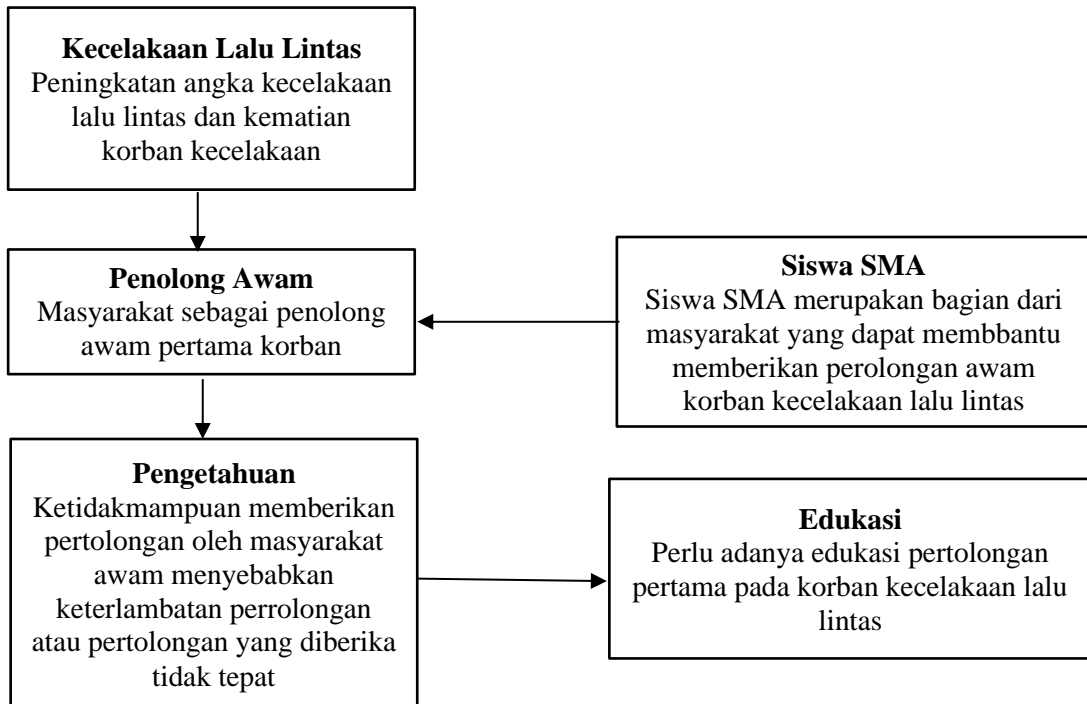 Kecelakaan Lalu Lintas
Peningkatan angka kecelakaan
lalu lintas dan kematian
korban kecelakaan
Penolong Awam
Masyarakat sebagai penolong
awam pertama korban
Siswa SMA
Siswa SMA merupakan bagian dari
masyarakat yang dapat membbantu
memberikan perolongan awam
korban kecelakaan lalu lintas
Pengetahuan
Ketidakmampuan memberikan
pertolongan oleh masyarakat
awam menyebabkan
keterlambatan perrolongan
atau pertolongan yang diberika
tidak tepat
Edukasi
Perlu adanya edukasi pertolongan
pertama pada korban kecelakaan lalu
lintas